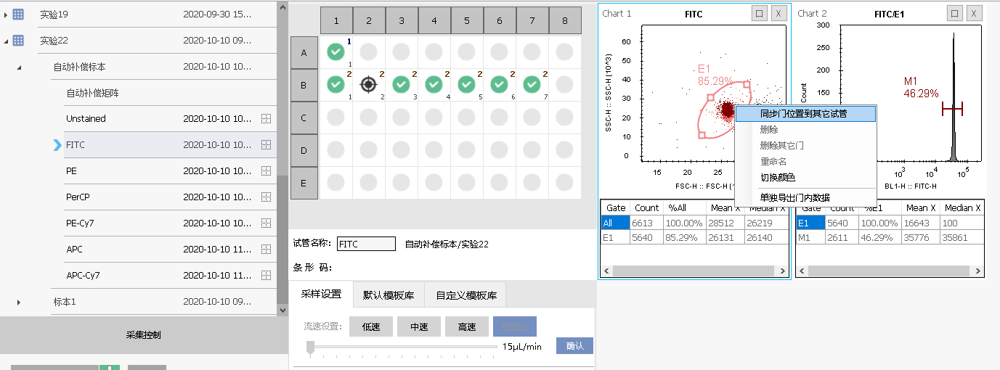 实验19 2020-09-30 15...
实验22 2020-10-10 09...
自动补偿标本 2020-10-10 10...
自动补偿矩阵
Unstained 2020-10-10 10...
FITC 2020-10-10 10...
PE 2020-10-10 10...
PerCP 2020-10-10 10...
PE-Cy7 2020-10-10 10...
APC 2020-10-10 11...
APC-Cy7 2020-10-10 11...
标本1 2020-10-10 09...
采集控制
1 2 3 4 5 6 7 8
A 1 1
B 2 1 2 2 2 3 2 4 2 5 2 6 2 7
C
D
E
试管名称: FITC 自动补偿标本/实验22
条 形 码:
采样设置 默认模板库 自定义模板库
流速设置: 低速 中速 高速 自定义
15μL/min 确认
Chart 1 FITC 口 X
SSC-H :: SSC-H (10^3)
60
50
40
30
20
10
0
E1
85.29%
15 20 25
FSC-H :: FSC-H (1
Gate Count %All Mean X Median X
All 6613 100.00% 28512 26219
E1 5640 85.29% 26131 26140
同步门位置到其它试管
删除
删除其它门
重命名
切换颜色
单独导出门内数据
Chart 2 FITC/E1 口 X
Count
300
250
200
150
M1
46.29%
10^3 10^4 10^5
BL1-H :: FITC-H
Gate Count %E1 Mean X Median X
E1 5640 100.00% 16643 100
M1 2611 46.29% 35776 35861